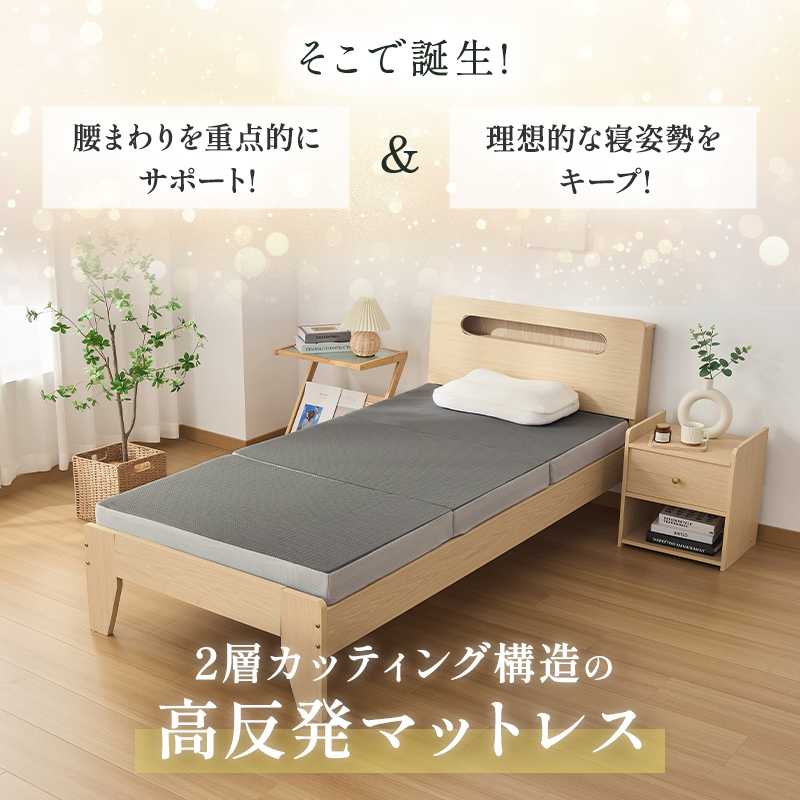 そこで誕生!
腰まわりを重点的に
サポート!
&
理想的な寝姿勢を
キープ!
2層カッティング構造の
高反発マットレス